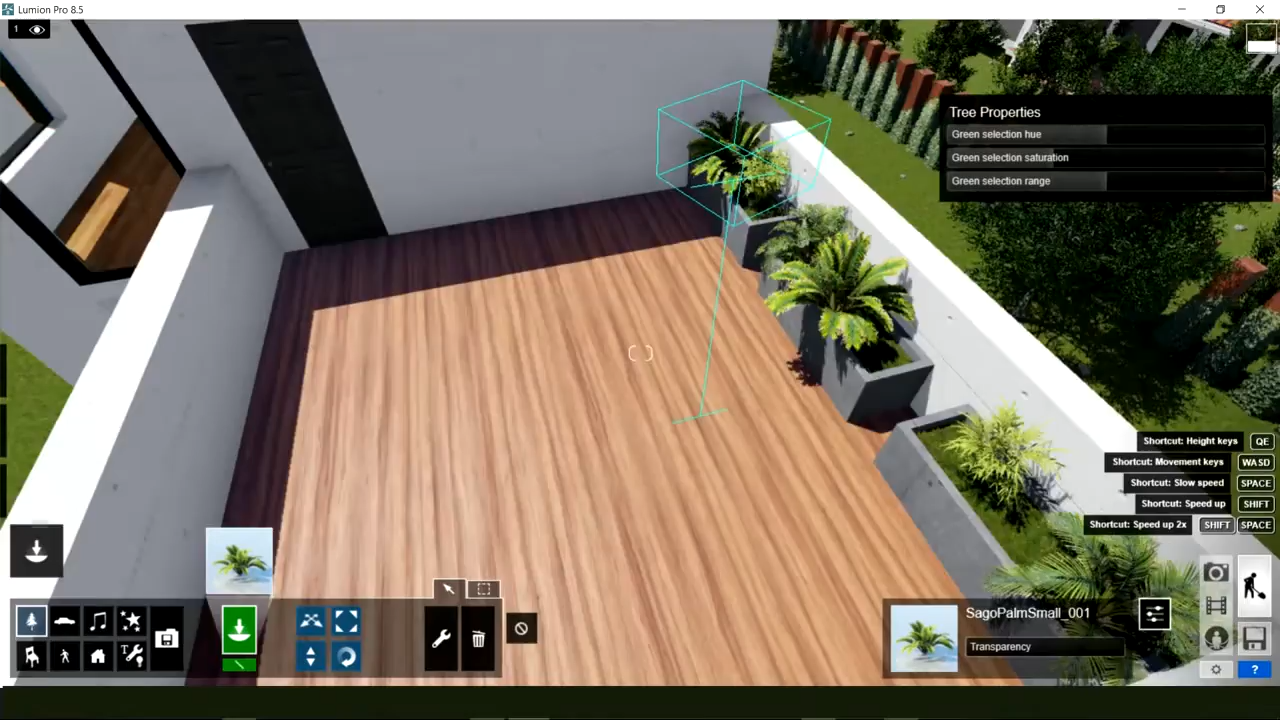 Lumion Pro 8.5
1
Tree Properties
Green selection hue
Green selection saturation
Green selection range
Shortcut: Height keys QE
Shortcut: Movement keys WASD
Shortcut: Slow speed SPACE
Shortcut: Speed up SHIFT
Shortcut: Speed up 2x SHIFT SPACE
SagoPalmSmall_001
Transparency
T
?